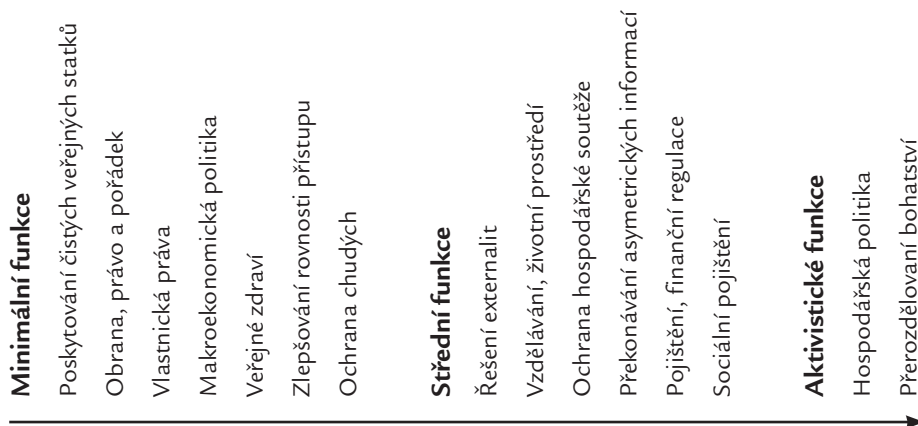 Minimální funkce
Poskytování čistých veřejných statků
Obrana, právo a pořádek
Vlastnická práva
Makroekonomická politika
Veřejné zdraví
Zlepšování rovnosti přístupu
Ochrana chudých
Střední funkce
Řešení externalit
Vzdělávání, životní prostředí
Ochrana hospodářské soutěže
Překonávání asymetrických informací
Pojištění, finanční regulace
Sociální pojištění
Aktivistické funkce
Hospodářská politika
Přerozdělování bohatství